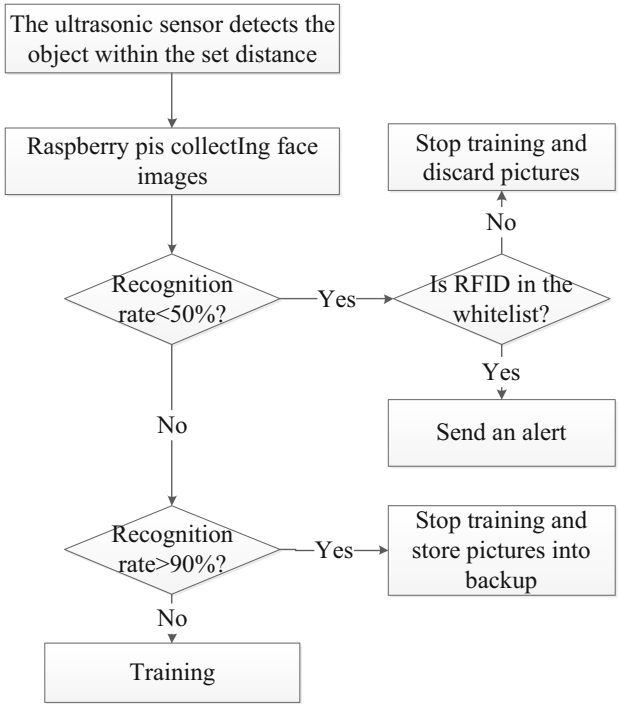 The ultrasonic sensor detects the
object within the set distance
Raspberry pis collectIng face
images
Stop training and
discard pictures
No
Recognition
rate<50%?
Yes
Is RFID in the
whitelist?
Yes
Send an alert
No
Recognition
rate>90%?
Yes
Stop training and
store pictures into
backup
No
Training